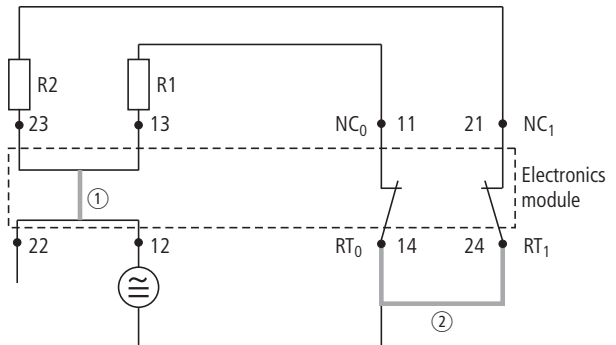 R2
R1
23
13
NC₀ 11
21 NC₁
①
Electronics
module
22
12
RT₀ 14
24 RT₁
②